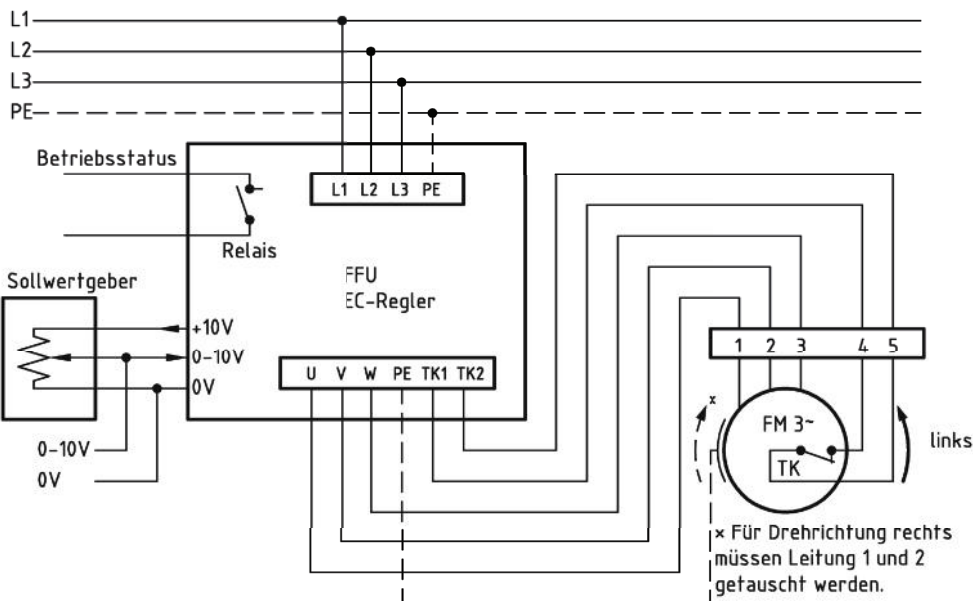 L1
L2
L3
PE
Betriebsstatus
L1 L2 L3 PE
Relais
FFU
EC-Regler
Sollwertgeber
+10V
0-10V
0V
U V W PE TK1 TK2
0-10V
0V
1 2 3 4 5
x
FM 3~
TK
links
× Für Drehrichtung rechts
müssen Leitung 1 und 2
getauscht werden.